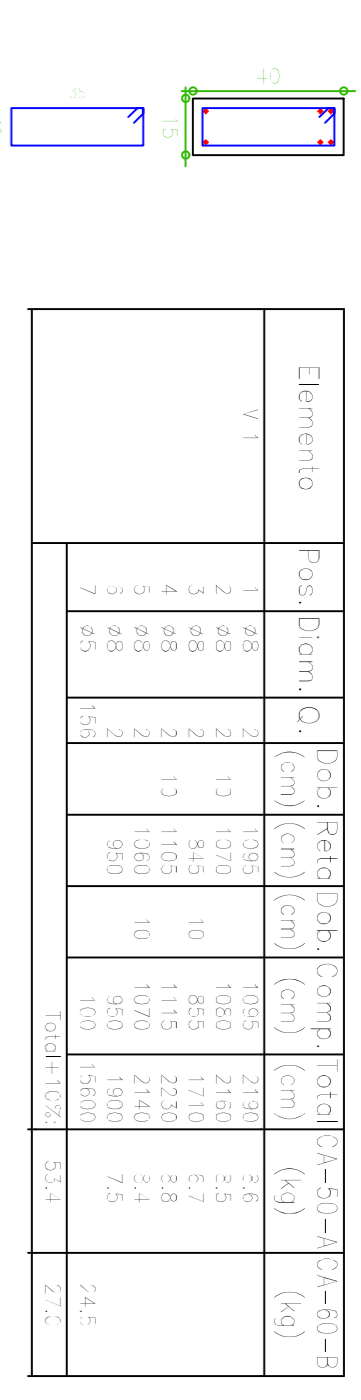 40
15
35
Elemento Pos. Diam. Q. Dob. (cm) Reta (cm) Dob. (cm) Comp. (cm) Total (cm) CA-50-A (kg) CA-60-B (kg)
V 1 1 ø8 2 1095 1095 2190 8.6
2 ø8 2 10 1070 1080 2160 8.5
3 ø8 2 845 10 855 1710 6.7
4 ø8 2 10 1105 1115 2230 8.8
5 ø8 2 1060 10 1070 2140 8.4
6 ø8 2 950 950 1900 7.5
7 ø5 156 100 15600 24.5
Total+10%: 53.4 27.0